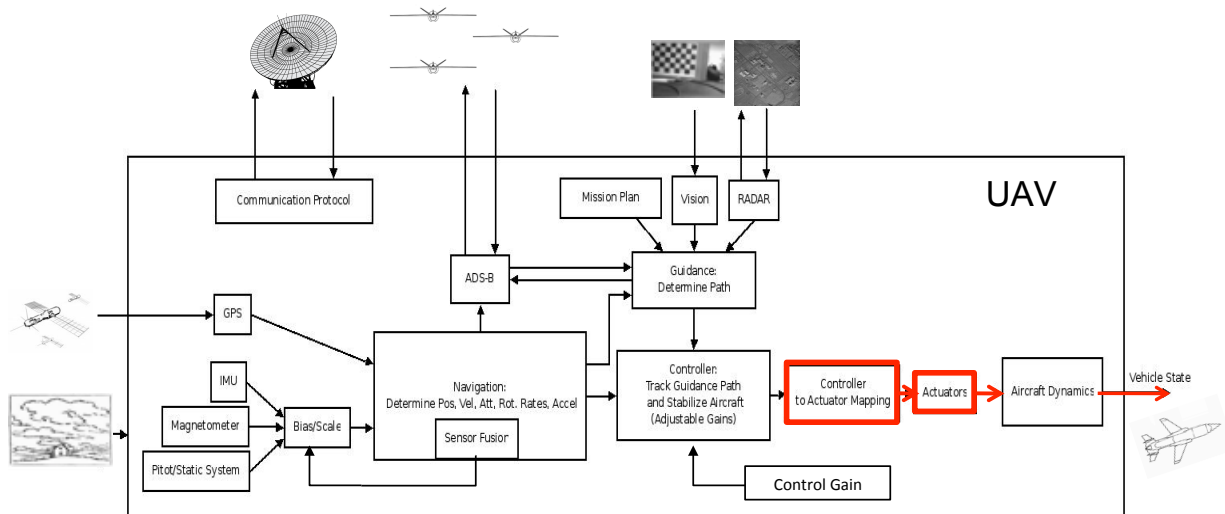 UAV
Communication Protocol
Mission Plan
Vision
RADAR
ADS-B
Guidance:
Determine Path
GPS
IMU
Magnetometer
Pitot/Static System
Bias/Scale
Navigation:
Determine Pos, Vel, Att, Rot. Rates, Accel
Sensor Fusion
Controller:
Track Guidance Path
and Stabilize Aircraft
(Adjustable Gains)
Controller
to Actuator Mapping
Actuators
Aircraft Dynamics
Vehicle State
Control Gain